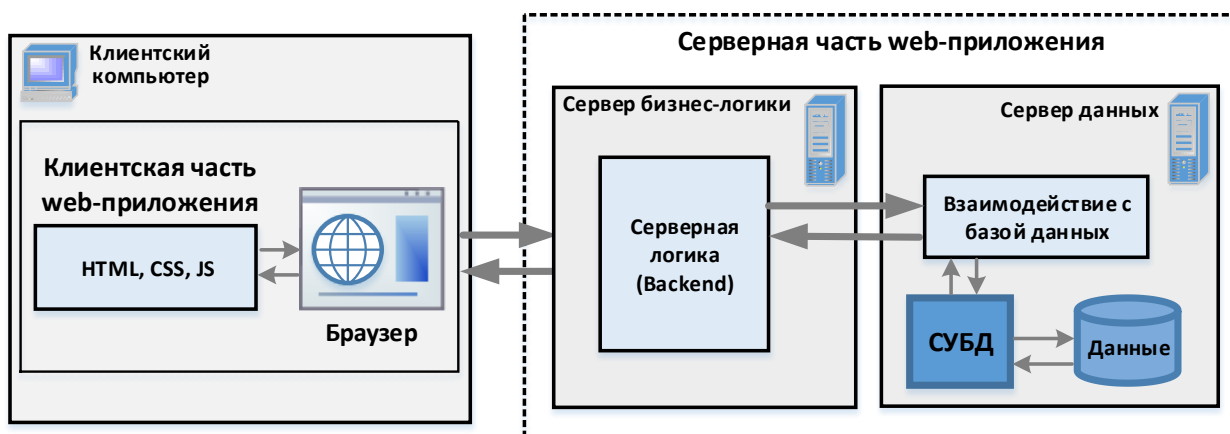 Клиентский
компьютер
Клиентская часть
web-приложения
HTML, CSS, JS
Браузер
Серверная часть web-приложения
Сервер бизнес-логики
Серверная
логика
(Backend)
Сервер данных
Взаимодействие с
базой данных
СУБД
Данные